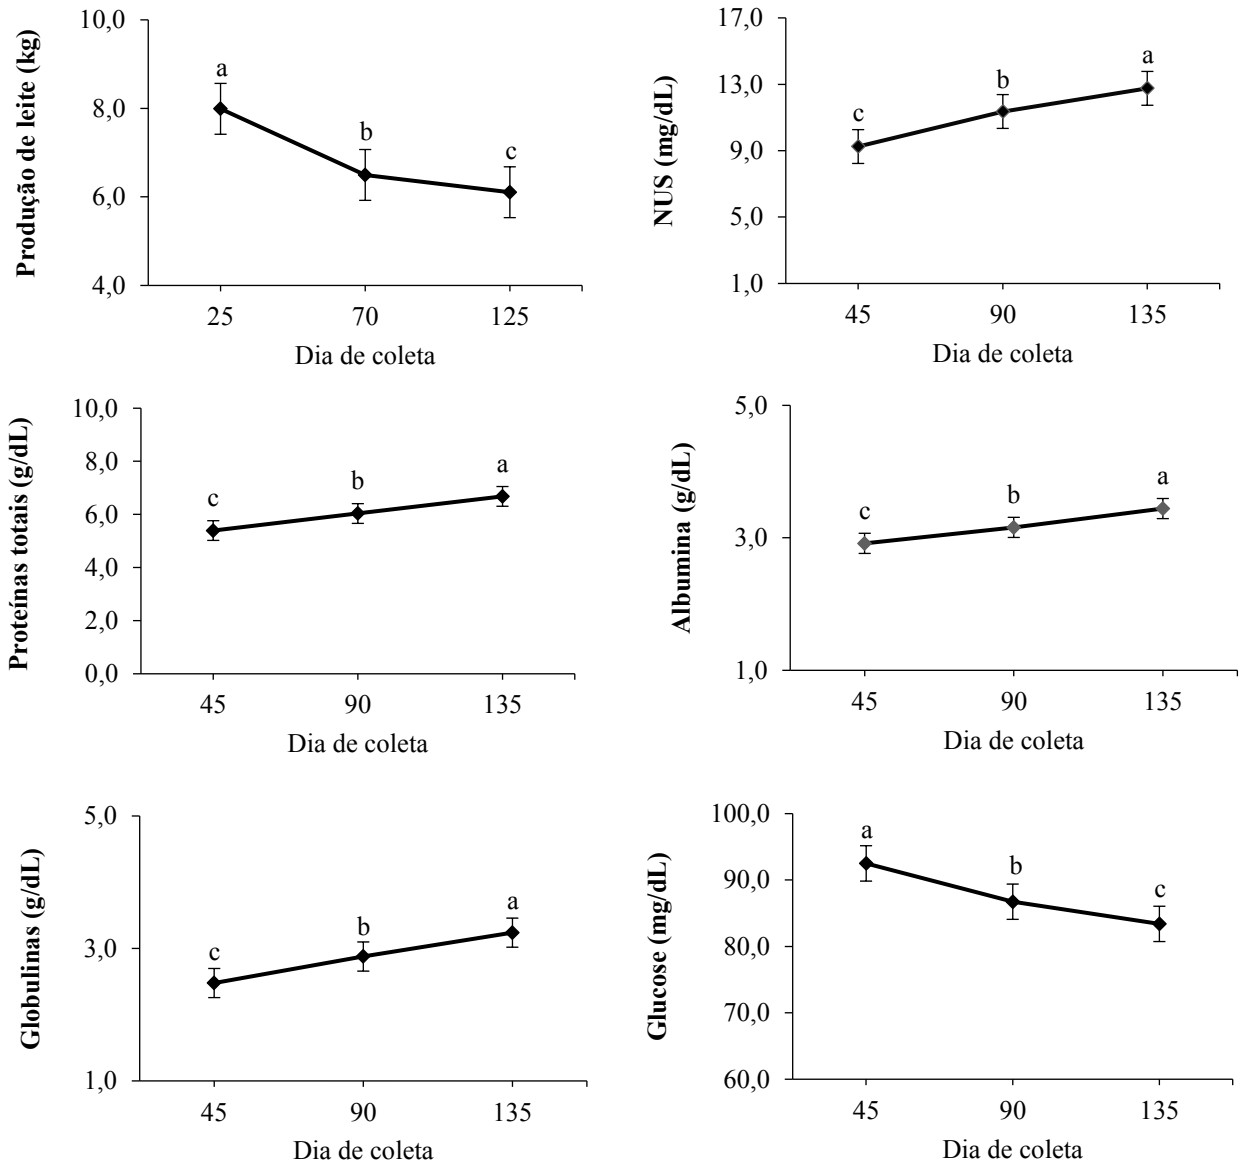 Produção de leite (kg)
10,0
8,0
6,0
4,0
a
b
c
25 70 125
Dia de coleta
NUS (mg/dL)
17,0
13,0
9,0
5,0
1,0
c
b
a
45 90 135
Dia de coleta
Proteínas totais (g/dL)
10,0
8,0
6,0
4,0
2,0
0,0
c
b
a
45 90 135
Dia de coleta
Albumina (g/dL)
5,0
3,0
1,0
c
b
a
45 90 135
Dia de coleta
Globulinas (g/dL)
5,0
3,0
1,0
c
b
a
45 90 135
Dia de coleta
Glucose (mg/dL)
100,0
90,0
80,0
70,0
60,0
a
b
c
45 90 135
Dia de coleta